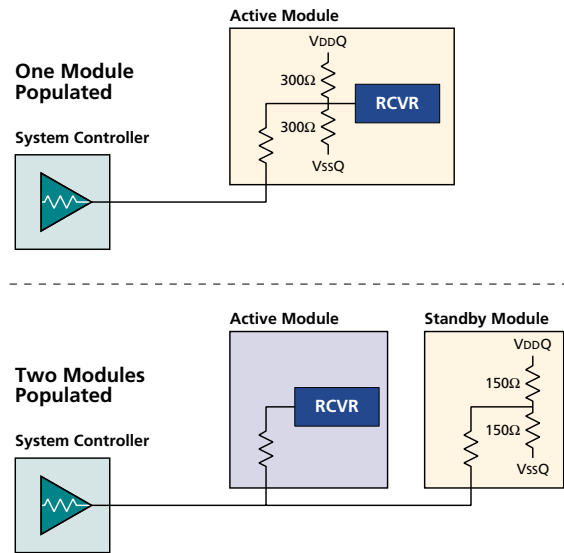 Active Module
One Module
Populated
VDDQ
300Ω
RCVR
300Ω
VssQ
System Controller
Active Module
Standby Module
VDDQ
Two Modules
Populated
RCVR
150Ω
150Ω
VssQ
System Controller